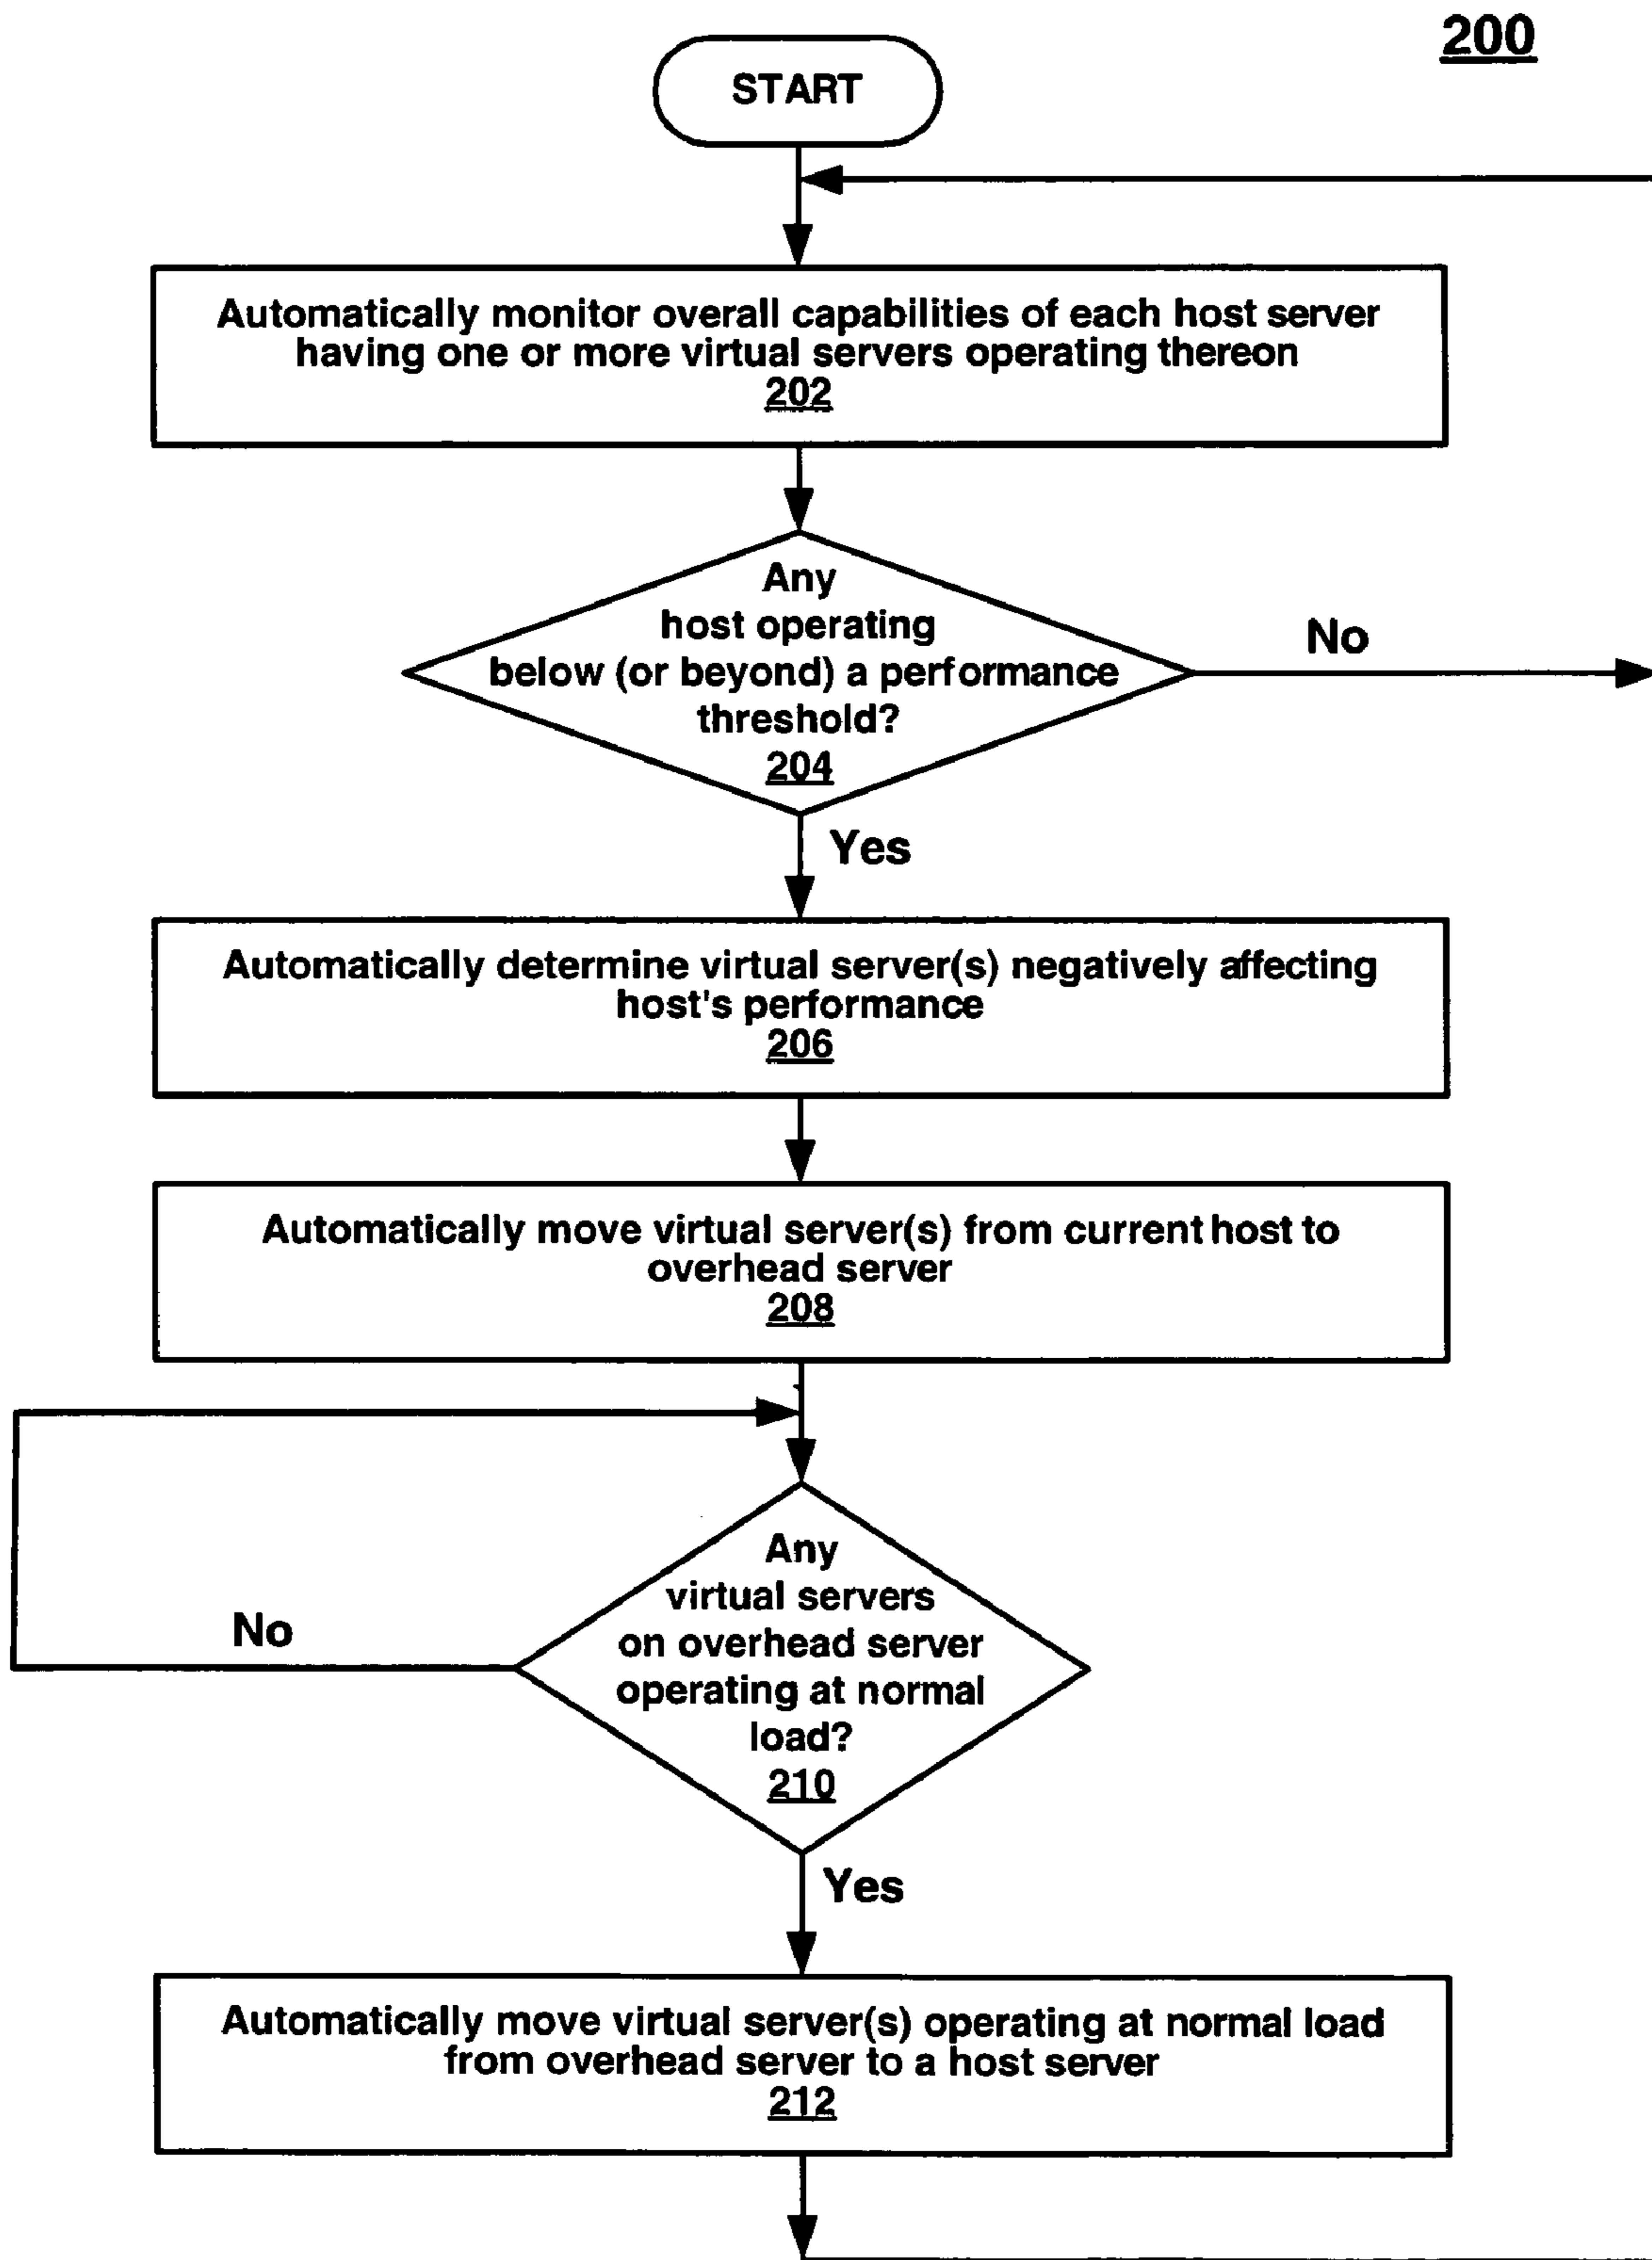 200
START
Automatically monitor overall capabilities of each host server
having one or more virtual servers operating thereon
202
Any
host operating
below (or beyond) a performance
threshold?
204
No
Yes
Automatically determine virtual server(s) negatively affecting
host's performance
206
Automatically move virtual server(s) from current host to
overhead server
208
Any
virtual servers
on overhead server
operating at normal
load?
210
No
Yes
Automatically move virtual server(s) operating at normal load
from overhead server to a host server
212